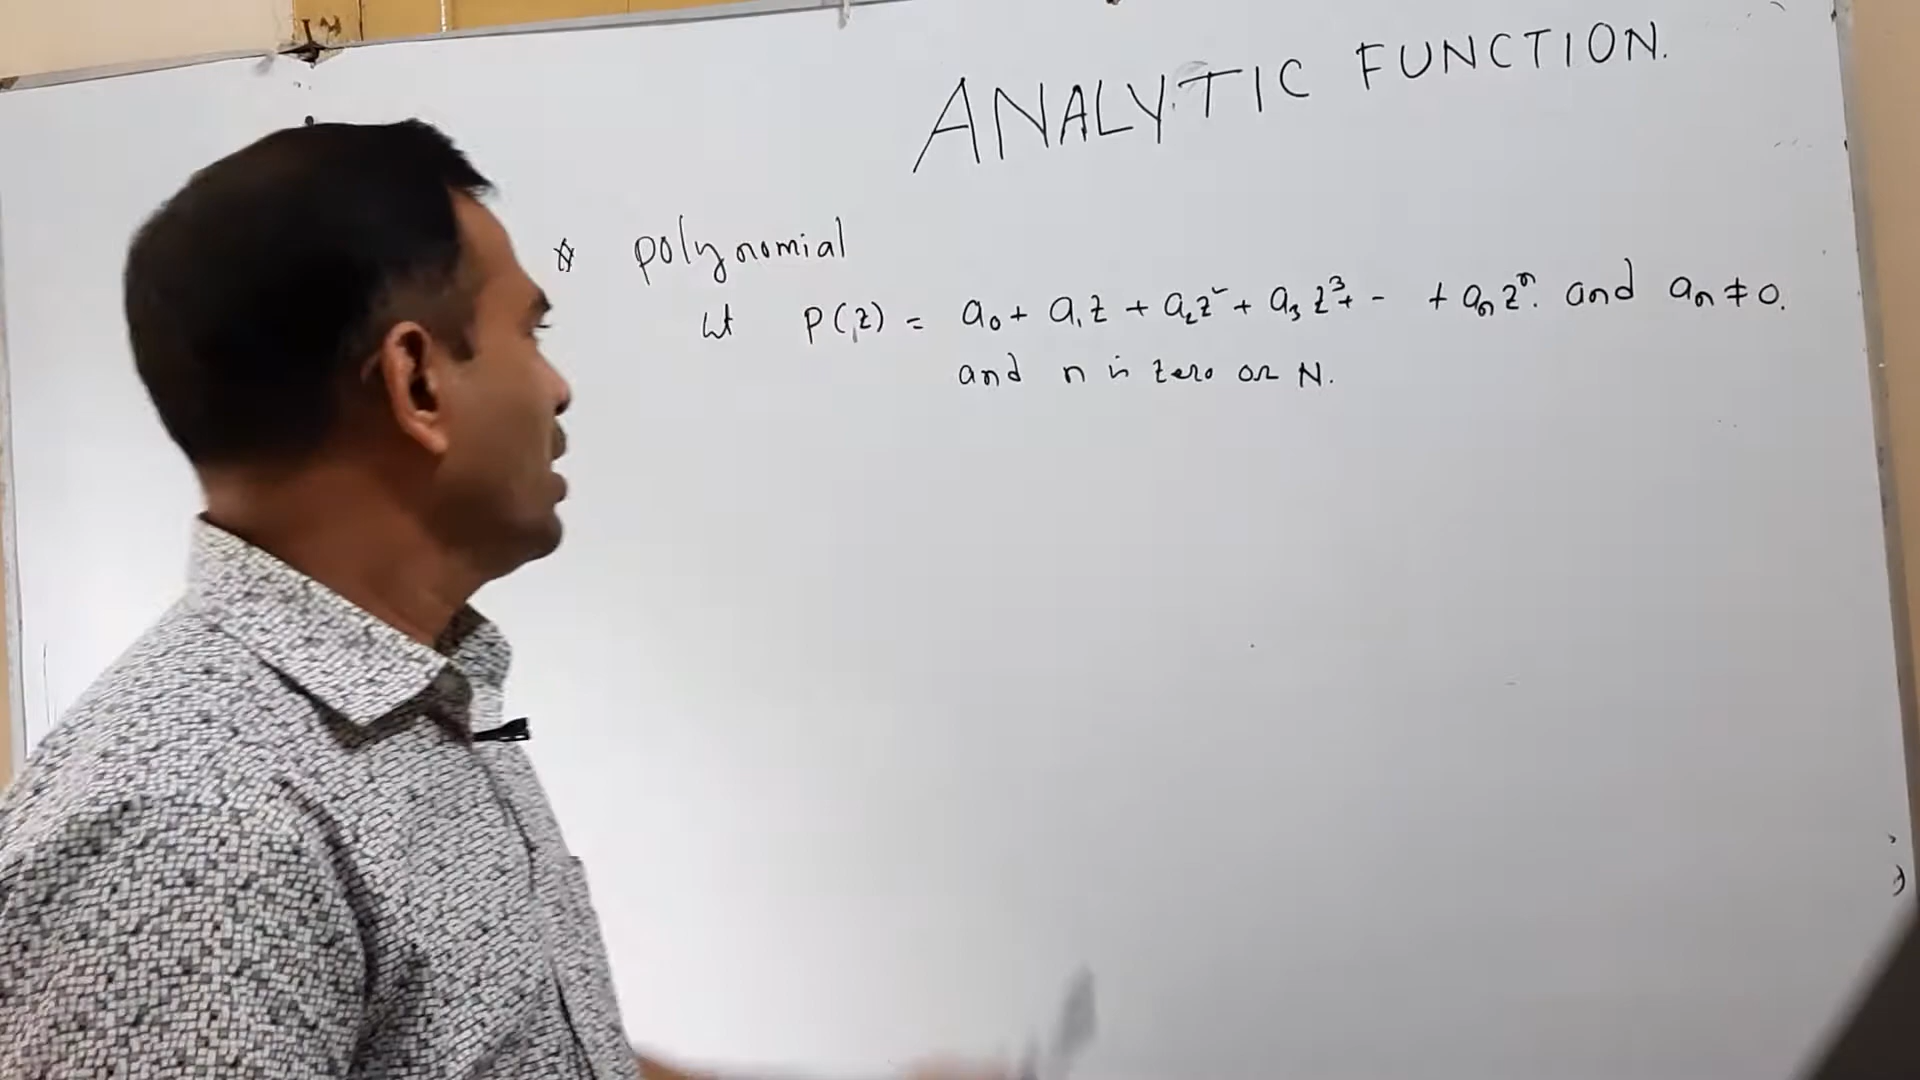 ANALYTIC FUNCTION.
☆ polynomial
let P(z) = a₀ + a₁z + a₂z² + a₃z³ + - + aₙzⁿ. and aₙ ≠ 0.
and n is zero or N.